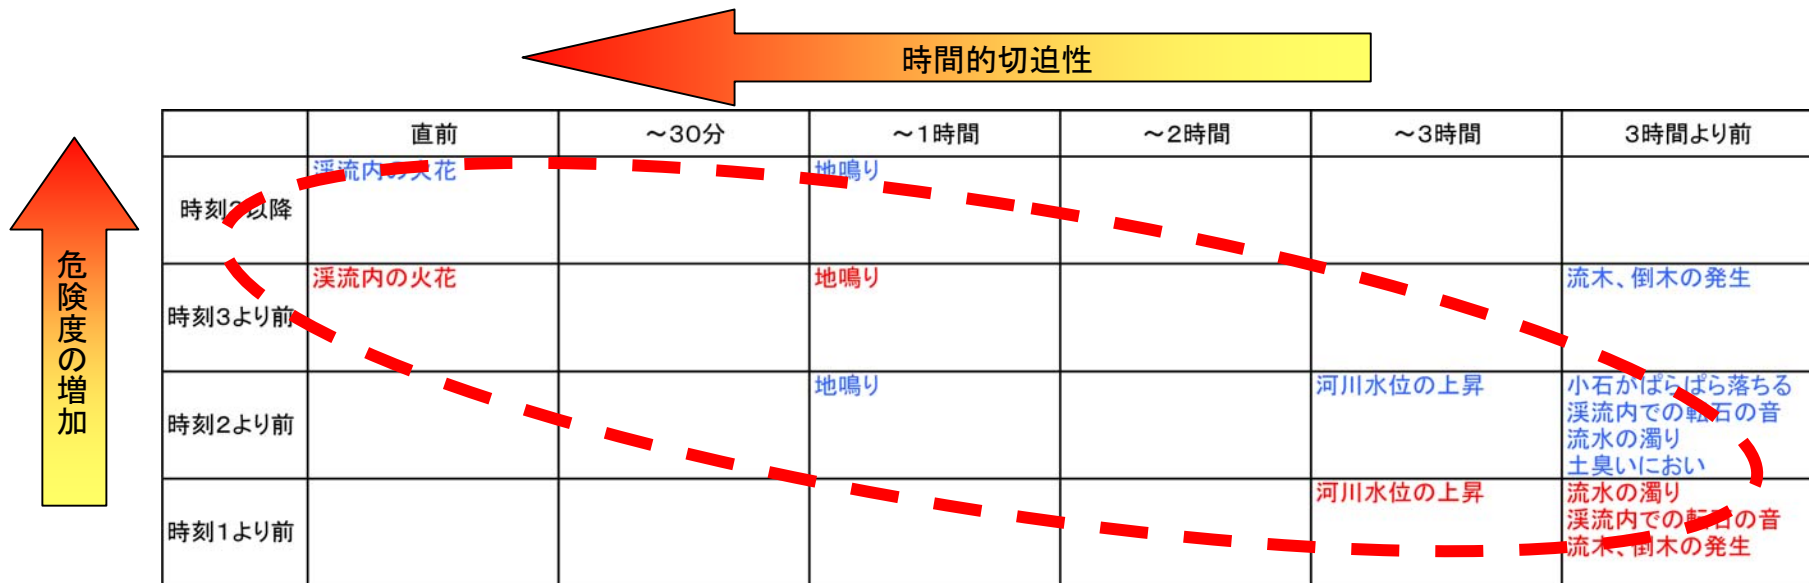 時間的切迫性
危険度の増加
直前 ～30分 ～1時間 ～2時間 ～3時間 3時間より前
時刻3以降
渓流内の火花
地鳴り
時刻3より前
渓流内の火花
地鳴り
流木、倒木の発生
時刻2より前
地鳴り
河川水位の上昇
小石がぱらぱら落ちる
渓流内での転石の音
流水の濁り
土臭いにおい
時刻1より前
河川水位の上昇
流水の濁り
渓流内での転石の音
流木、倒木の発生